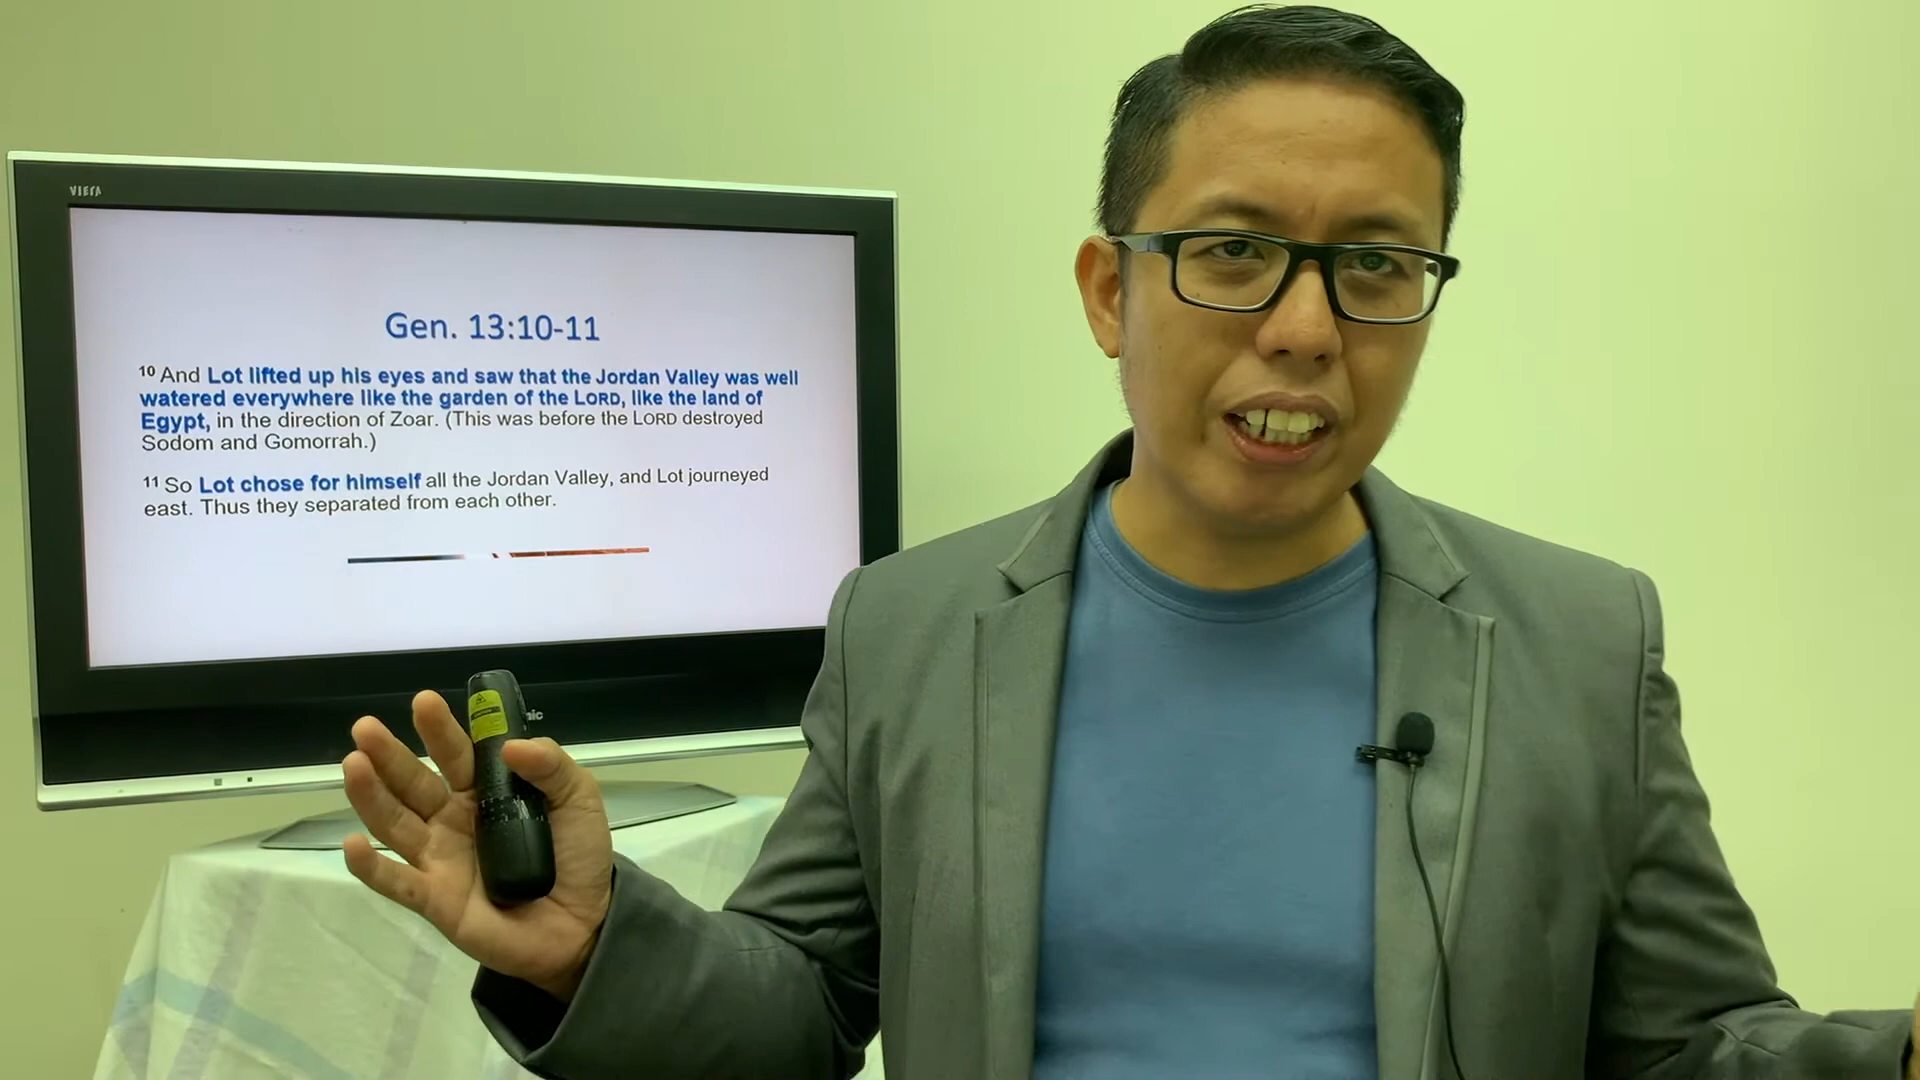 VIERA
Gen. 13:10-11
10 And Lot lifted up his eyes and saw that the Jordan Valley was well
watered everywhere like the garden of the LORD, like the land of
Egypt, in the direction of Zoar. (This was before the LORD destroyed
Sodom and Gomorrah.)
11 So Lot chose for himself all the Jordan Valley, and Lot journeyed
east. Thus they separated from each other.
nic